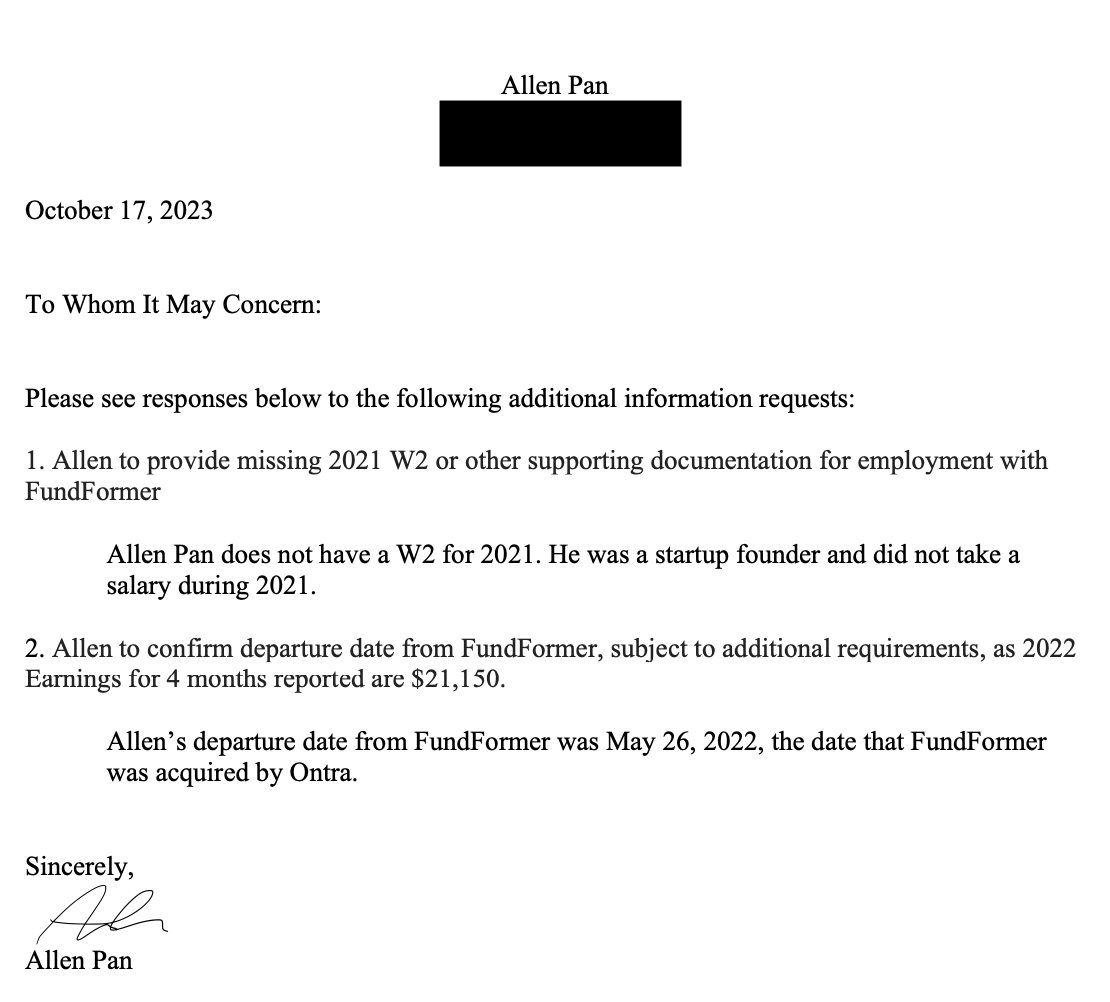 Allen Pan
October 17, 2023
To Whom It May Concern:
Please see responses below to the following additional information requests:
1. Allen to provide missing 2021 W2 or other supporting documentation for employment with
FundFormer
Allen Pan does not have a W2 for 2021. He was a startup founder and did not take a
salary during 2021.
2. Allen to confirm departure date from FundFormer, subject to additional requirements, as 2022
Earnings for 4 months reported are $21,150.
Allen’s departure date from FundFormer was May 26, 2022, the date that FundFormer
was acquired by Ontra.
Sincerely,
Allen Pan